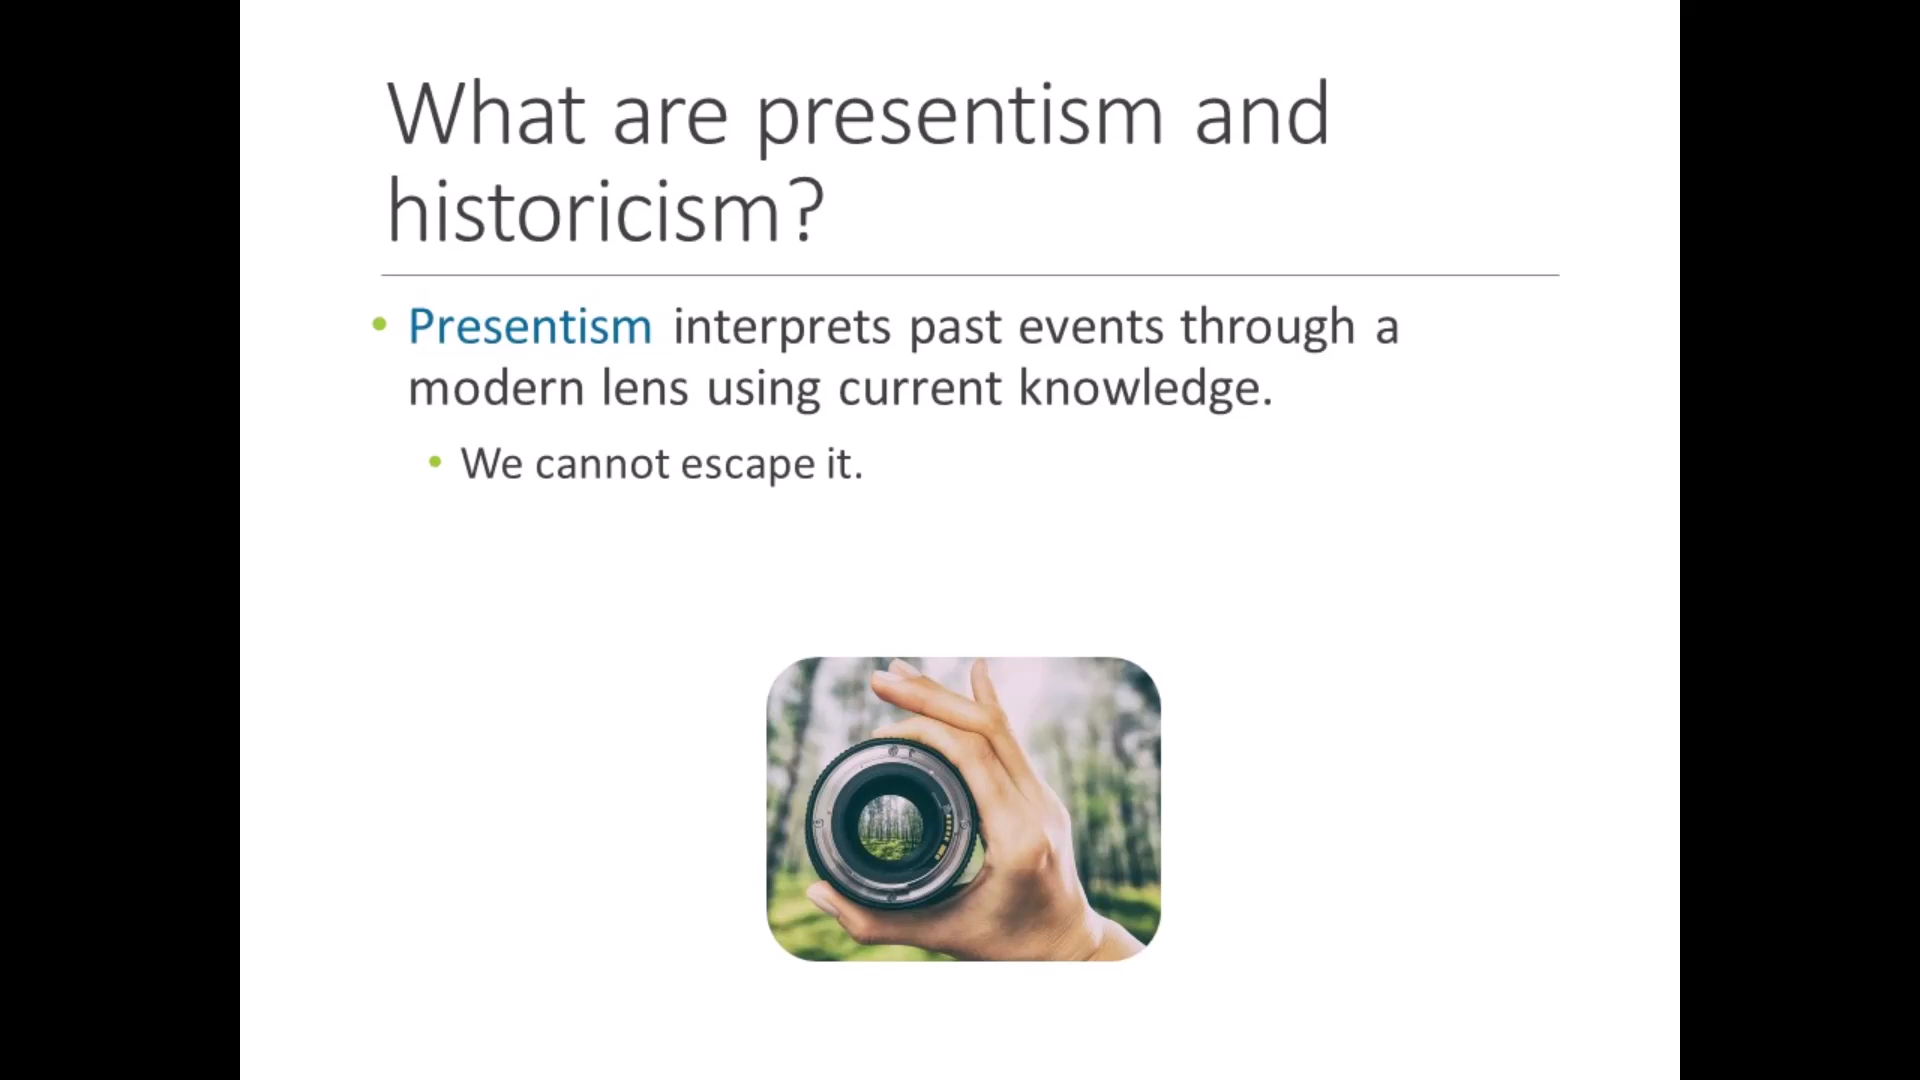 What are presentism and
historicism?
• Presentism interprets past events through a
modern lens using current knowledge.
• We cannot escape it.